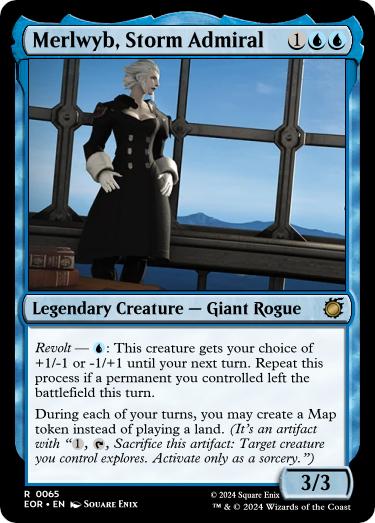 Merlwyb, Storm Admiral 1
Legendary Creature — Giant Rogue
Revolt — : This creature gets your choice of
+1/-1 or -1/+1 until your next turn. Repeat
this process if a permanent you controlled left the
battlefield this turn.
During each of your turns, you may create a Map
token instead of playing a land. (It's an artifact
with “1, , Sacrifice this artifact: Target creature
you control explores. Activate only as a sorcery.”)
3/3
R 0065
EOR • EN SQUARE ENIX
© 2024 Square Enix
™ & © 2024 Wizards of the Coast